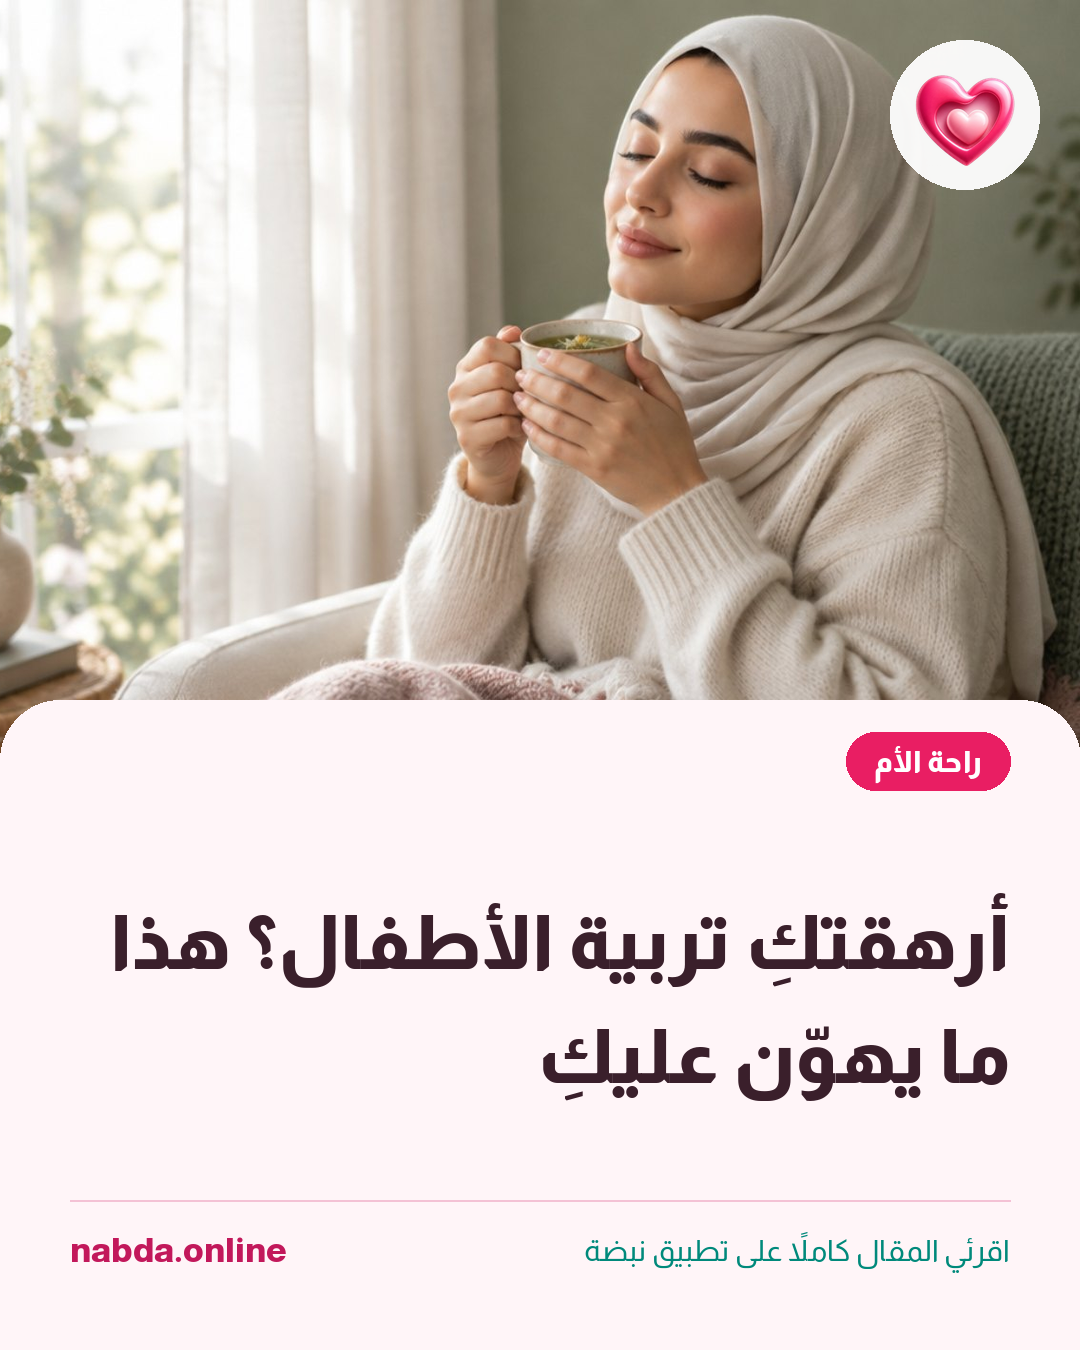 راحة الأم
أرهقتكِ تربية الأطفال؟ هذا
ما يهوّن عليكِ
اقرئي المقال كاملًا على تطبيق نبضة
nabda.online